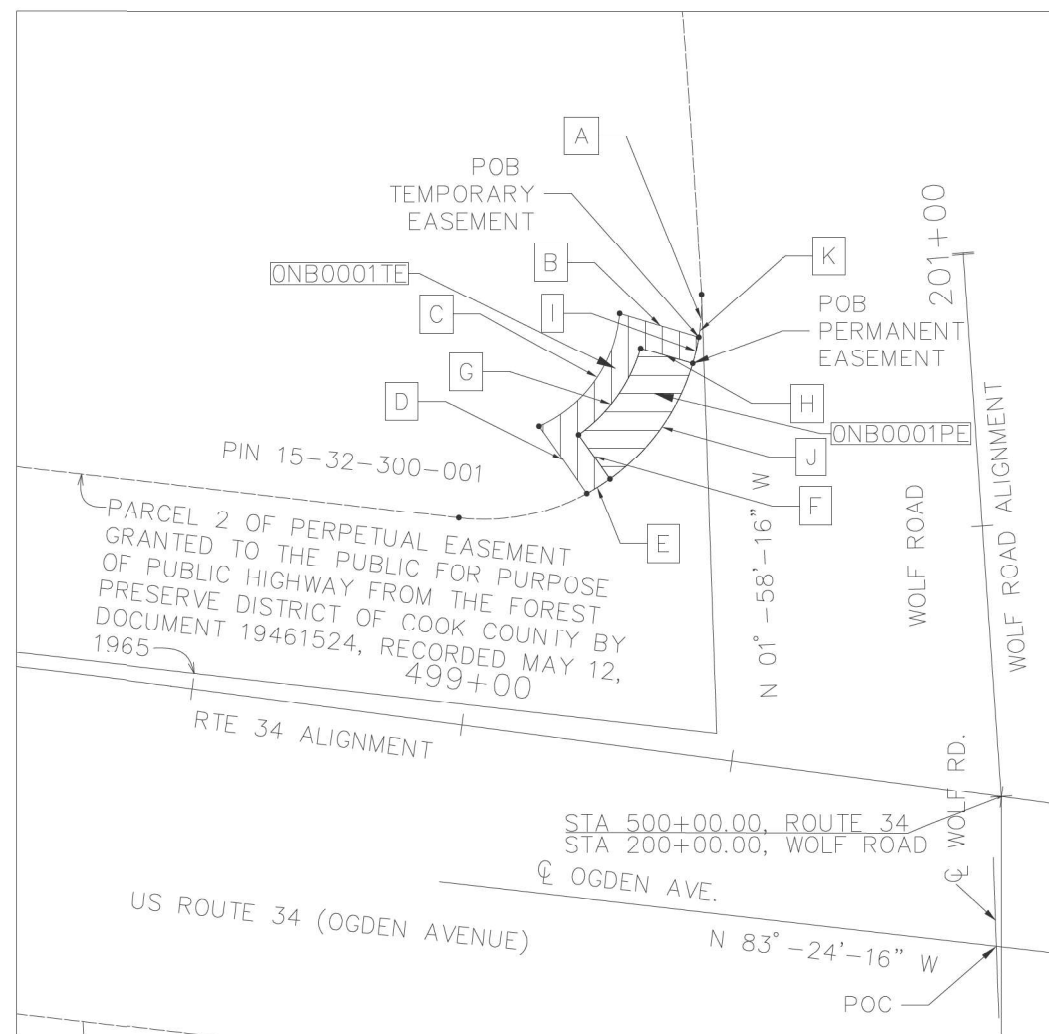 A
POB
TEMPORARY
EASEMENT
B
K
201+00
0NB0001TE
I
C
POB
PERMANENT
EASEMENT
G
H
D
0NB0001PE
J
PIN 15-32-300-001
F
E
N 01° -58'-16" W
WOLF ROAD
WOLF ROAD ALIGNMENT
PARCEL 2 OF PERPETUAL EASEMENT
GRANTED TO THE PUBLIC FOR PURPOSE
OF PUBLIC HIGHWAY FROM THE FOREST
PRESERVE DISTRICT OF COOK COUNTY BY
DOCUMENT 19461524, RECORDED MAY 12,
1965
499+00
RTE 34 ALIGNMENT
STA 500+00.00, ROUTE 34
STA 200+00.00, WOLF ROAD
℄ WOLF RD.
℄ OGDEN AVE.
US ROUTE 34 (OGDEN AVENUE)
N 83° -24'-16" W
POC